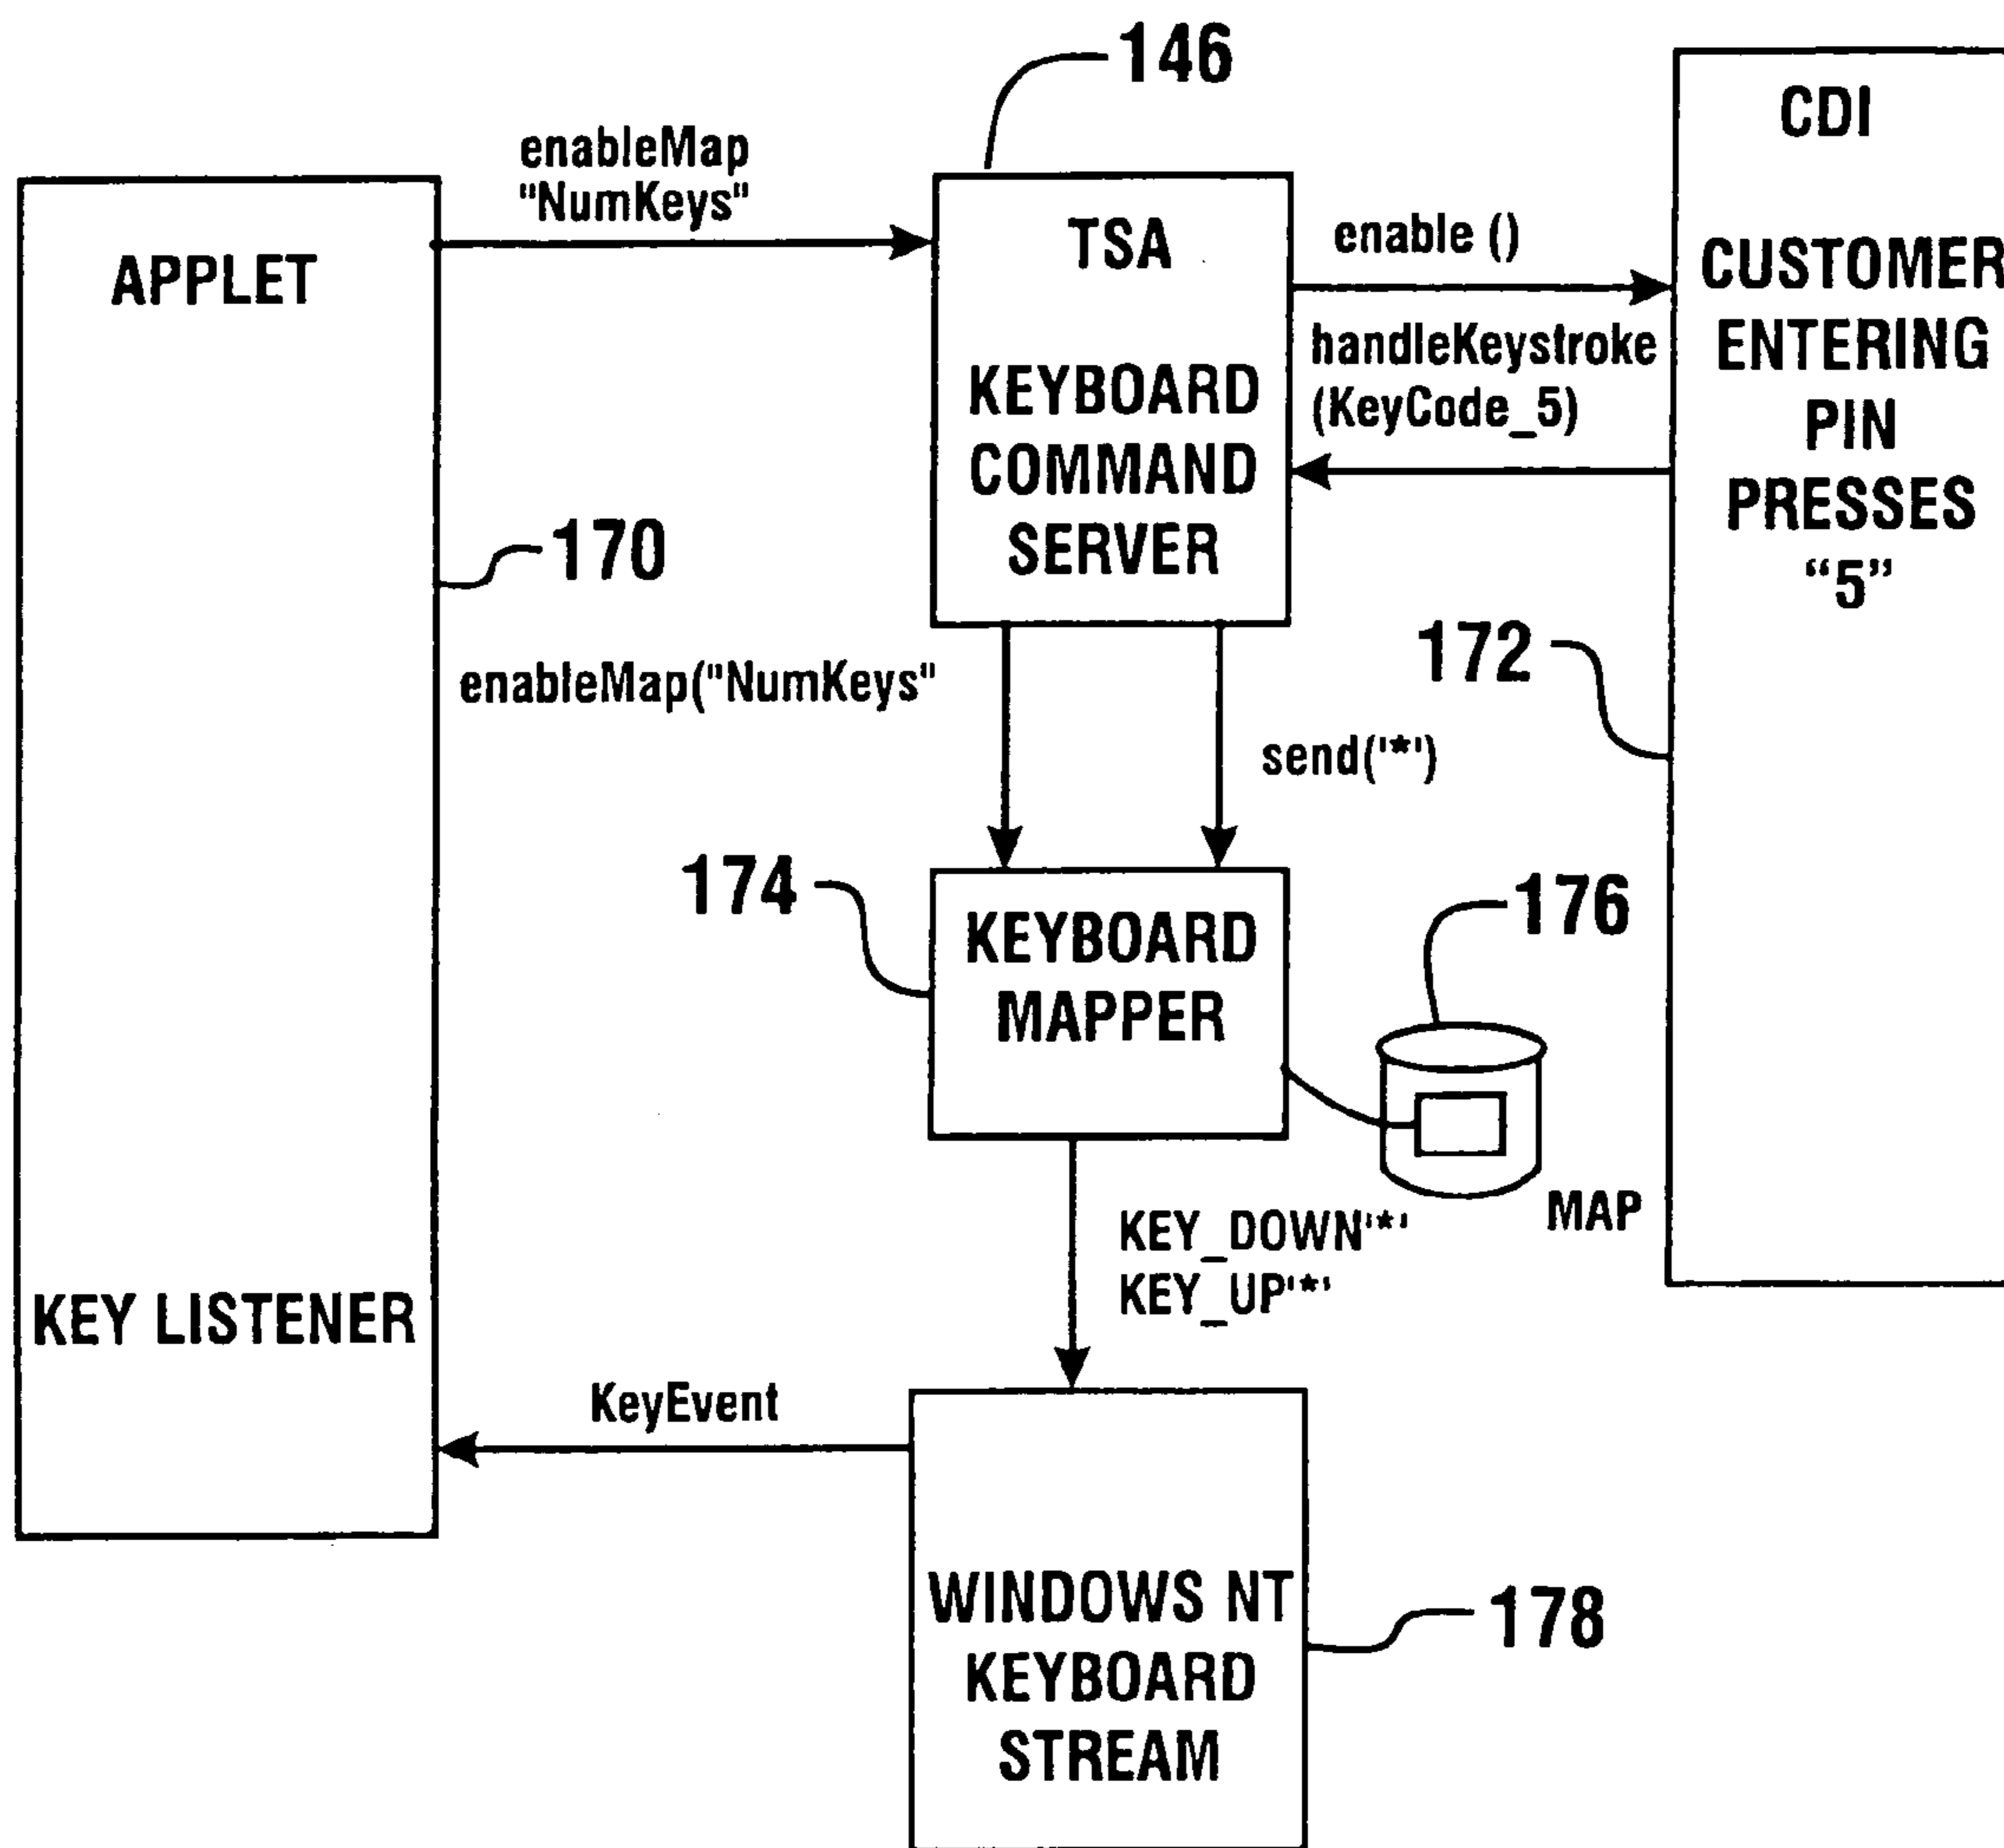 146
CDI
enableMap
"NumKeys"
APPLET
TSA
enable ()
CUSTOMER
ENTERING
PIN
PRESSES
“5”
handleKeystroke
(KeyCode_5)
KEYBOARD
COMMAND
SERVER
170
172
enableMap("NumKeys"
send('*')
174
176
KEYBOARD
MAPPER
MAP
KEY_DOWN'*'
KEY_UP'*'
KEY LISTENER
KeyEvent
WINDOWS NT
KEYBOARD
STREAM
178